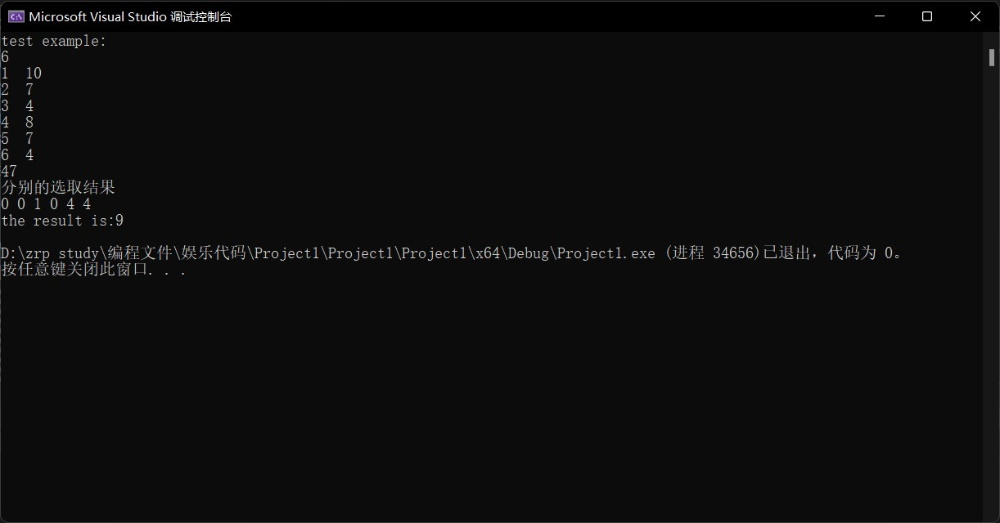 Microsoft Visual Studio 调试控制台
test example:
6
1  10
2  7
3  4
4  8
5  7
6  4
47
分别的选取结果
0 0 1 0 4 4
the result is:9
D:\zrp study\编程文件\娱乐代码\Project1\Project1\Project1\x64\Debug\Project1.exe (进程 34656)已退出，代码为 0。
按任意键关闭此窗口. . .